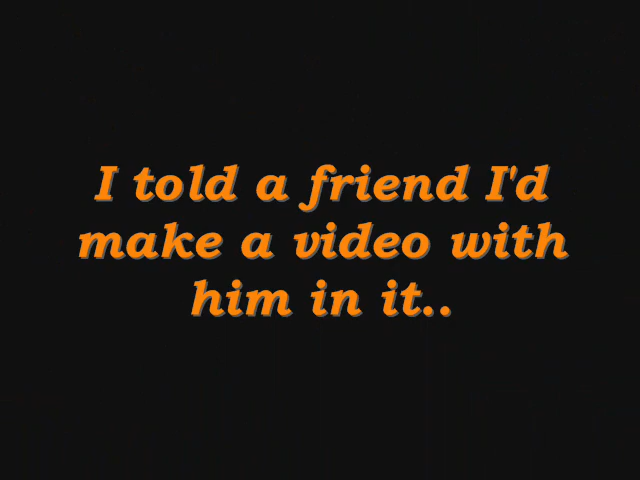 I told a friend I'd
make a video with
him in it..